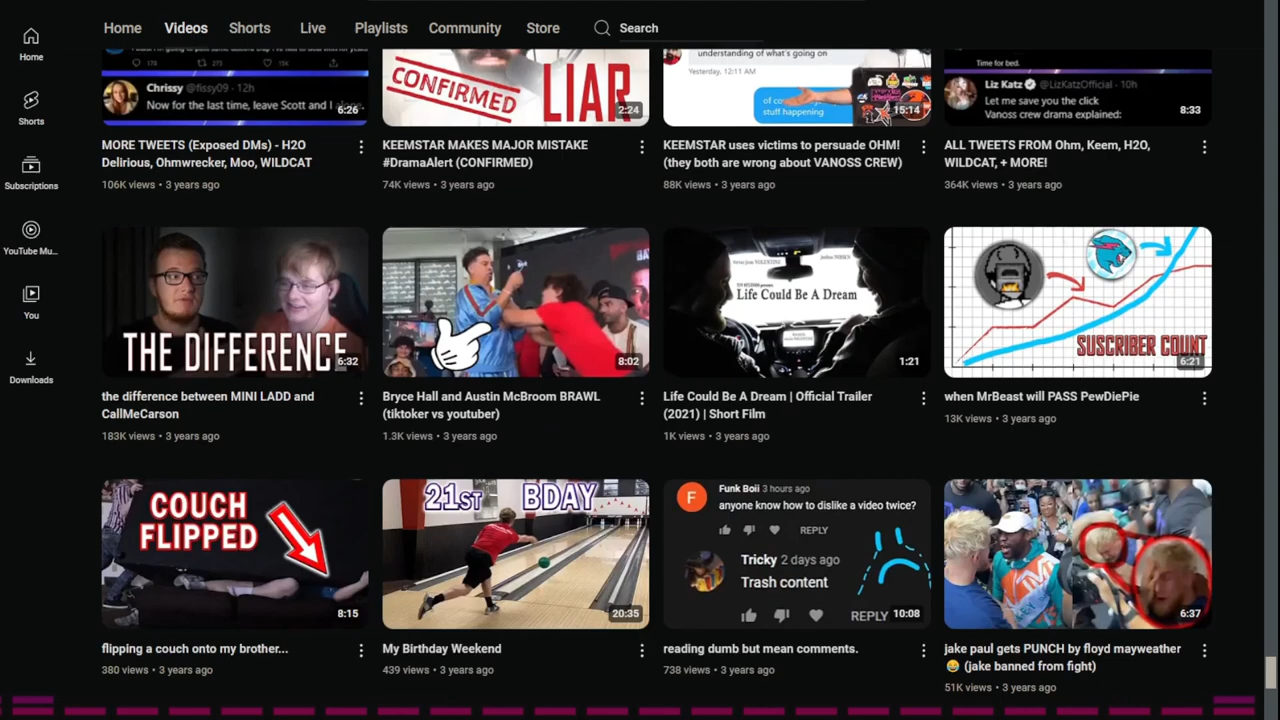 Home Videos Shorts Live Playlists Community Store Search
Home
Shorts
Subscriptions
YouTube Mu...
You
Downloads
178 275 15K
Chrissy @fissy09 · 12h
Now for the last time, leave Scott and I alone
6:26
MORE TWEETS (Exposed DMs) - H2O
Delirious, Ohmwrecker, Moo, WILDCAT
106K views • 3 years ago
CONFIRMED
LIAR
2:24
KEEMSTAR MAKES MAJOR MISTAKE
#DramaAlert (CONFIRMED)
74K views • 3 years ago
understanding of what's going on
Yesterday, 12:11 AM
of co
stuff happening
15:14
KEEMSTAR uses victims to persuade OHM!
(they both are wrong about VANOSS CREW)
88K views • 3 years ago
Time for bed.
Liz Katz @LizKatzOfficial · 10h
Let me save you the click
Vanoss crew drama explained:
8:33
ALL TWEETS FROM Ohm, Keem, H2O,
WILDCAT, + MORE!
364K views • 3 years ago
THE DIFFERENCE
6:32
the difference between MINI LADD and
CallMeCarson
183K views • 3 years ago
8:02
Bryce Hall and Austin McBroom BRAWL
(tiktoker vs youtuber)
1.3K views • 3 years ago
Life Could Be A Dream
1:21
Life Could Be A Dream | Official Trailer
(2021) | Short Film
1K views • 3 years ago
SUSCRIBER COUNT
6:21
when MrBeast will PASS PewDiePie
13K views • 3 years ago
COUCH
FLIPPED
8:15
flipping a couch onto my brother...
380 views • 3 years ago
21ST BDAY
20:35
My Birthday Weekend
439 views • 3 years ago
F
Funk Boii 3 hours ago
anyone know how to dislike a video twice?
REPLY
Tricky 2 days ago
Trash content
REPLY
10:08
reading dumb but mean comments.
738 views • 3 years ago
6:37
jake paul gets PUNCH by floyd mayweather
😂 (jake banned from fight)
51K views • 3 years ago